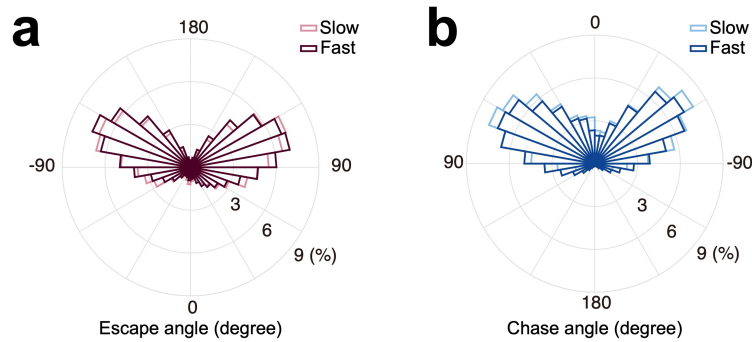 a
180
Slow
Fast
-90
90
3
6
9 (%)
0
Escape angle (degree)
b
0
Slow
Fast
90
-90
3
6
9 (%)
180
Chase angle (degree)